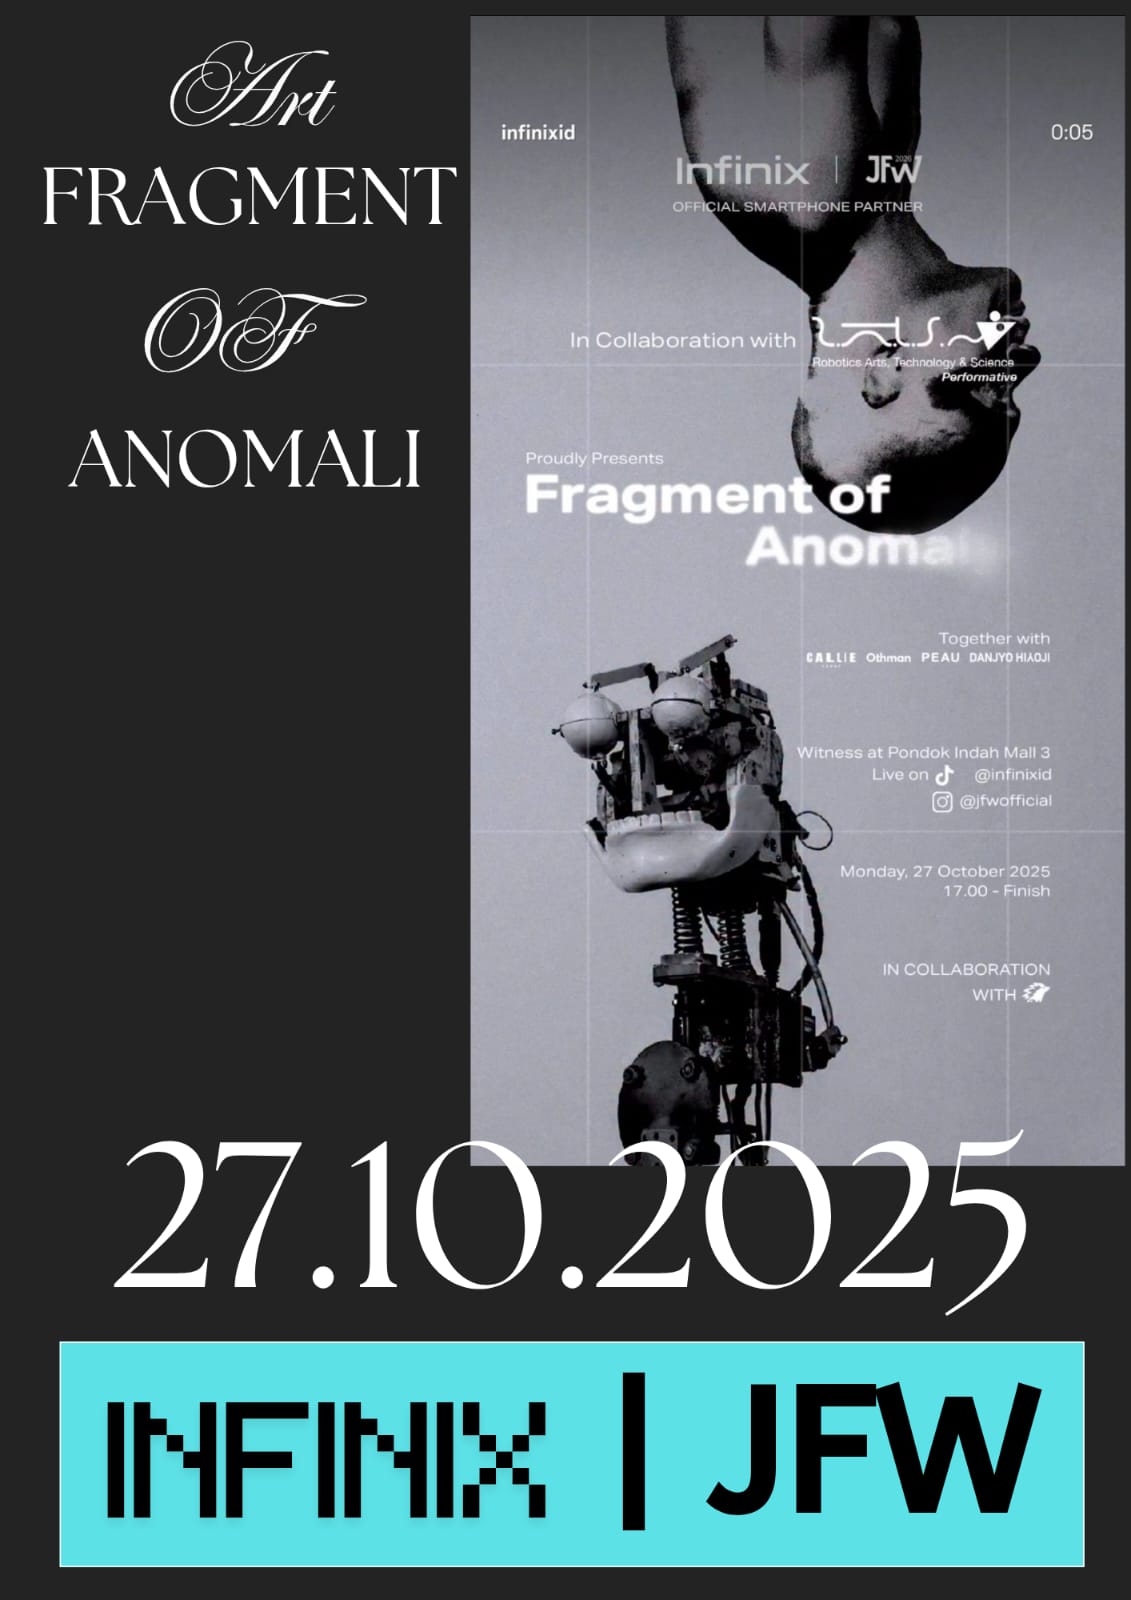 Art
FRAGMENT
OF
ANOMALI
infinixid
0:05
Infinix | JFW 2026
OFFICIAL SMARTPHONE PARTNER
In Collaboration with
Robotics Arts, Technology & Science
Performative
Proudly Presents
Fragment of
Together with
CALLIE Othman PEAU DANJYO HIYOJI
Witness at Pondok Indah Mall 3
Live on @infinixid
@jfwofficial
Monday, 27 October 2025
17.00 - Finish
IN COLLABORATION
WITH
27.10.2025
INFINIX | JFW